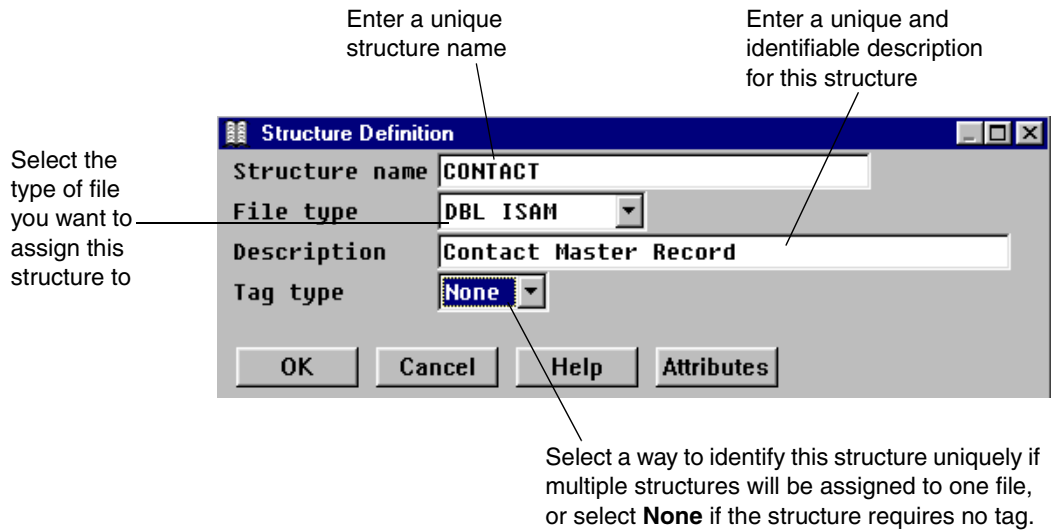 Enter a unique
structure name
Enter a unique and
identifiable description
for this structure
Select the
type of file
you want to
assign this
structure to
Structure Definition
Structure name CONTACT
File type DBL ISAM
Description Contact Master Record
Tag type None
OK Cancel Help Attributes
Select a way to identify this structure uniquely if
multiple structures will be assigned to one file,
or select None if the structure requires no tag.